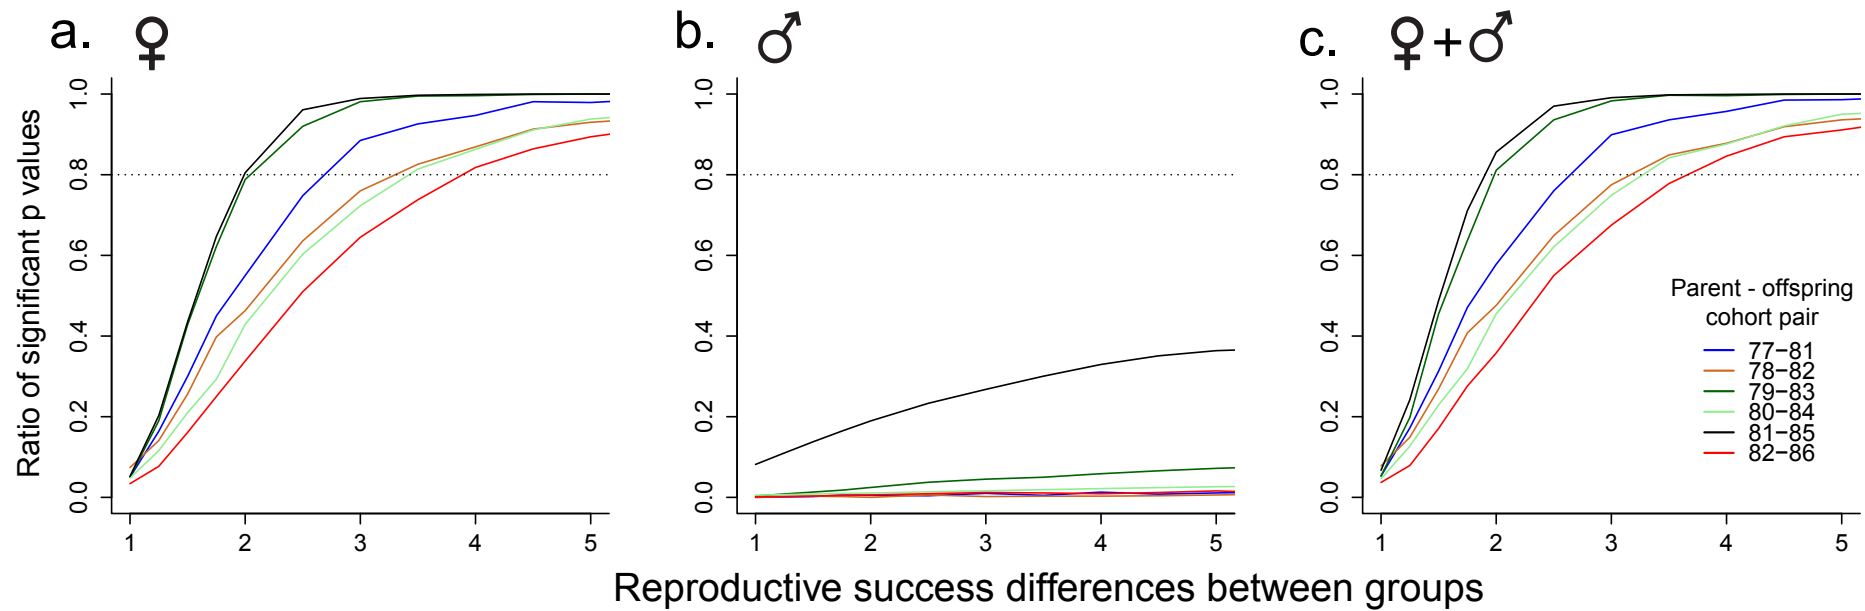 a. ♀
b. ♂
c. ♀+♂
Ratio of significant p values
0.0 0.2 0.4 0.6 0.8 1.0
1 2 3 4 5
0.0 0.2 0.4 0.6 0.8 1.0
1 2 3 4 5
0.0 0.2 0.4 0.6 0.8 1.0
1 2 3 4 5
Parent - offspring
cohort pair
77−81
78−82
79−83
80−84
81−85
82−86
Reproductive success differences between groups